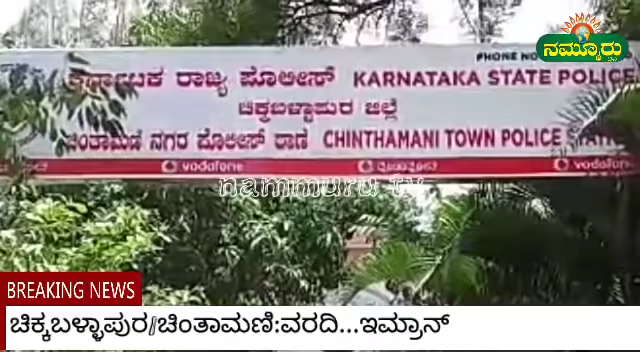 ನಮ್ಮೂರು
PHONE NO
ಕರ್ನಾಟಕ ರಾಜ್ಯ ಪೊಲೀಸ್ KARNATAKA STATE POLICE
ಚಿಕ್ಕಬಳ್ಳಾಪುರ ಜಿಲ್ಲೆ
ಚಿಂತಾಮಣಿ ನಗರ ಪೊಲೀಸ್ ಠಾಣೆ CHINTHAMANI TOWN POLICE
vodafone ವೊಡಾಫೋನ್ vodafone
nammuru tv
BREAKING NEWS
ಚಿಕ್ಕಬಳ್ಳಾಪುರ/ಚಿಂತಾಮಣಿ:ವರದಿ...ಇಮ್ರಾನ್